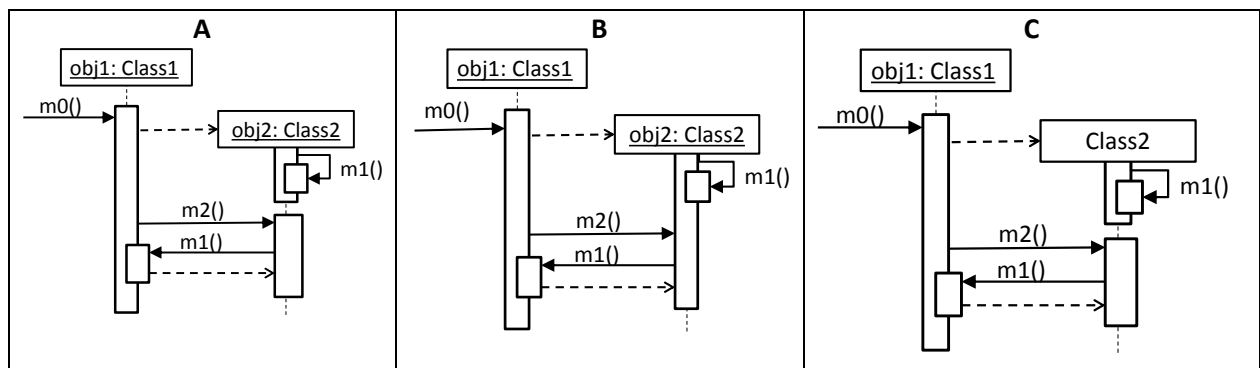 A
obj1: Class1
m0()
obj2: Class2
m1()
m2()
m1()
B
obj1: Class1
m0()
obj2: Class2
m1()
m2()
m1()
C
obj1: Class1
m0()
Class2
m1()
m2()
m1()